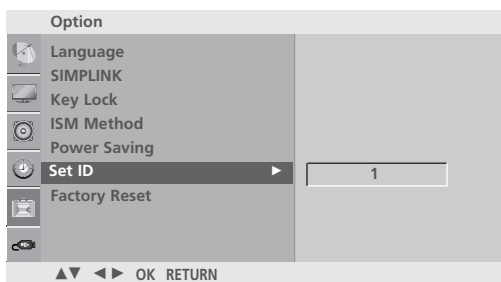 Option
Language
SIMPLINK
Key Lock
ISM Method
Power Saving
Set ID ► 1
Factory Reset
▲▼ ◄► OK RETURN